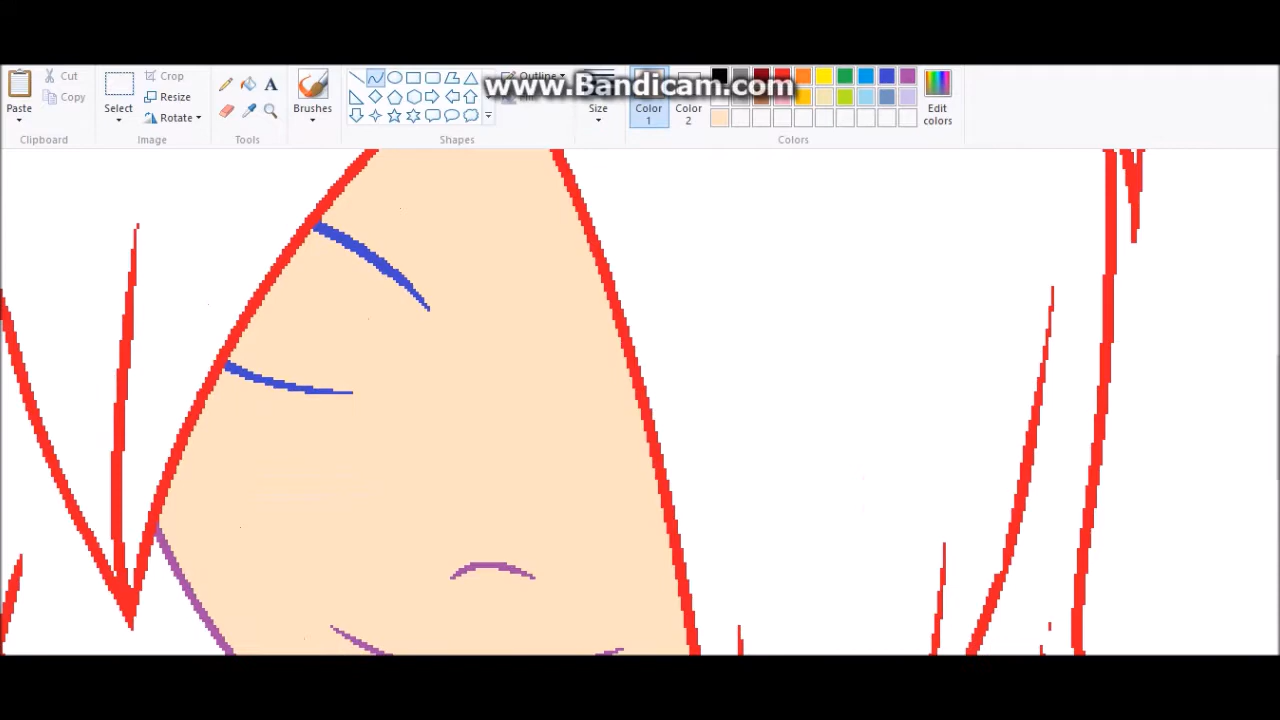 Cut
Copy
Paste
Clipboard
Select
Crop
Resize
Rotate
Image
A
Tools
Brushes
Outline
Shapes
www.Bandicam.com
Size
Color
1
Color
2
Edit
colors
Colors